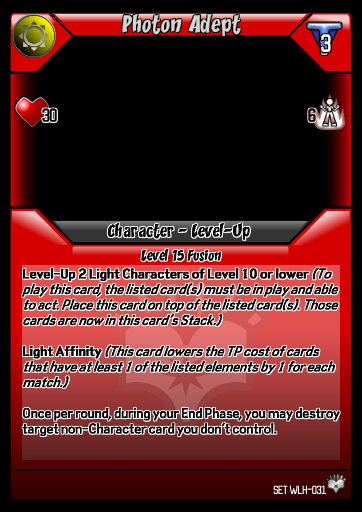 Photon Adept
3
30
6
Character - Level-Up
Level 15 Fusion
Level-Up 2 Light Characters of Level 10 or lower (To
play this card, the listed card(s) must be in play and able
to act. Place this card on top of the listed card(s). Those
cards are now in this card's Stack.)
Light Affinity (This card lowers the TP cost of cards
that have at least 1 of the listed elements by 1 for each
match.)
Once per round, during your End Phase, you may destroy
target non-Character card you don't control.
SET WLH-031